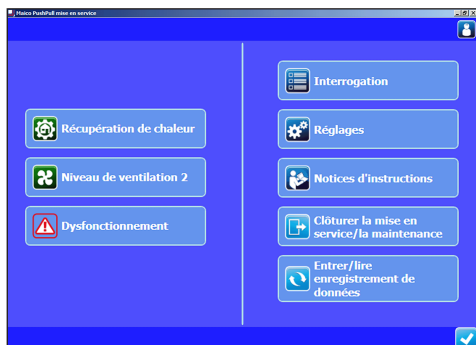 Maico PushPull mise en service
Récupération de chaleur
Niveau de ventilation 2
Dysfonctionnement
Interrogation
Réglages
Notices d'instructions
Clôturer la mise en
service/la maintenance
Entrer/lire
enregistrement de
données